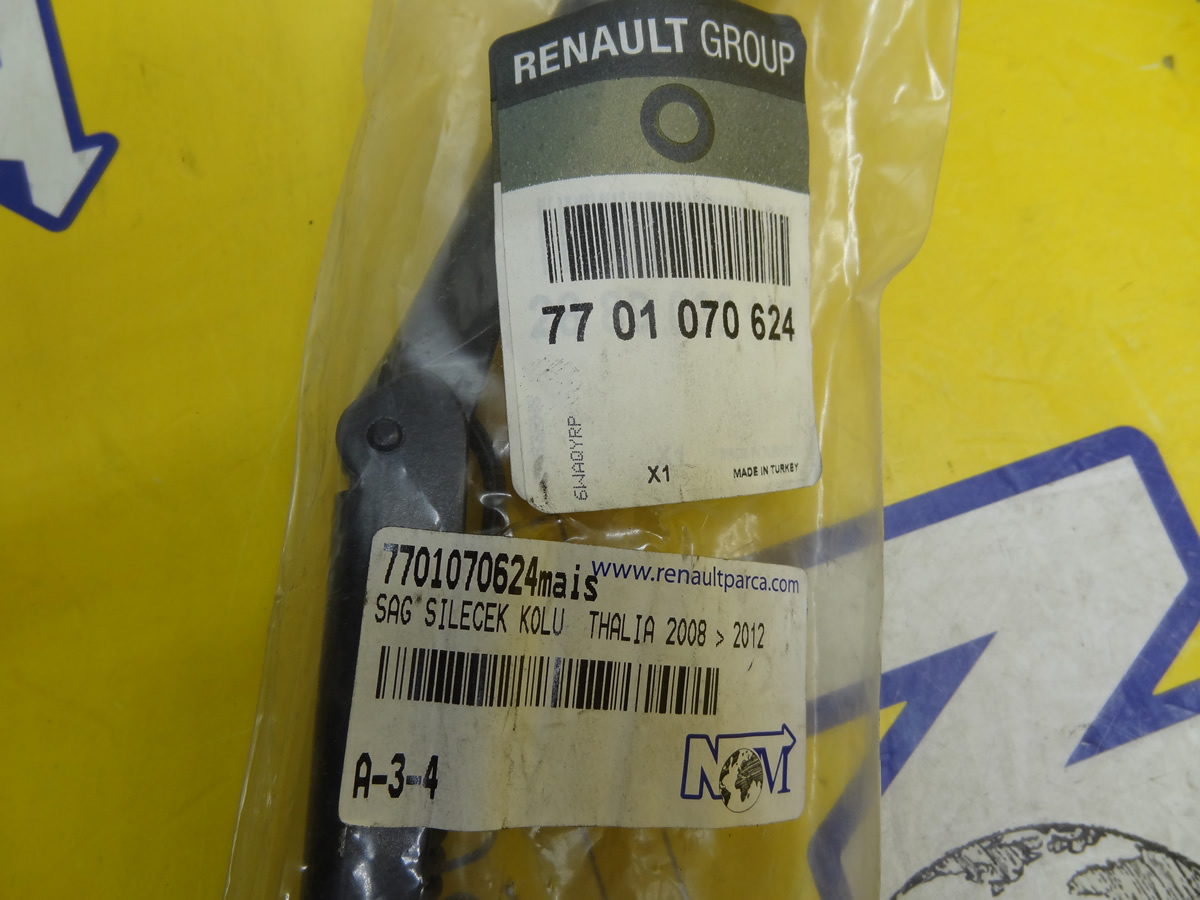 RENAULT GROUP
77 01 070 624
6WAQYRP
X1
MADE IN TURKEY
7701070624mais
www.renaultparca.com
SAG SILECEK KOLU THALIA 2008 > 2012
A-3-4
NOVI